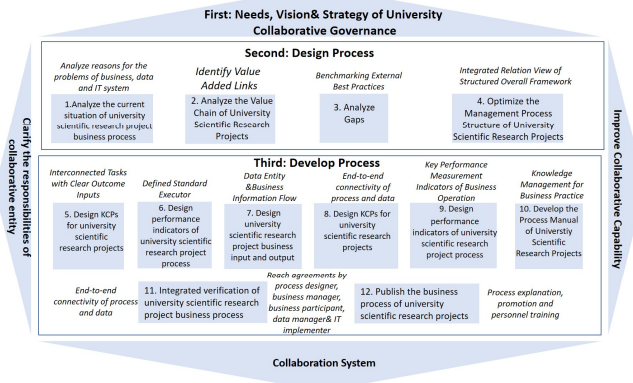 First: Needs, Vision& Strategy of University
Collaborative Governance
Second: Design Process
Analyze reasons for the
problems of business, data
and IT system
Identify Value
Added Links
Benchmarking External
Best Practices
Integrated Relation View of
Structured Overall Framework
1.Analyze the current
situation of university
scientific research project
business process
2. Analyze the Value
Chain of University
Scientific Research
Projects
3. Analyze
Gaps
4. Optimize the
Management Process
Structure of University
Scientific Research Projects
Clarify the responsibilities of
collaborative entity
Improve Collaborative Capability
Third: Develop Process
Interconnected Tasks
with Clear Outcome
Inputs
Defined Standard
Executor
Data Entity
&Business
Information Flow
End-to-end
connectivity of
process and data
Key Performance
Measurement
Indicators of Business
Operation
Knowledge
Management for
Business Practice
5. Design KCPs
for university
scientific
research projects
6. Design
performance
indicators of
university scientific
research project
process
7. Design
university
scientific
research project
business input
and output
8. Design KCPs for
university
scientific
research projects
9. Design
performance
indicators of university
scientific research
project process
10. Develop the
Process Manual
of Universtiy
Scientific
Research Projects
End-to-end
connectivity of process
and data
11. Integrated verification of
university scientific research
project business process
Reach agreements by
process designer,
business manager,
business participant,
data manager& IT
implementer
12. Publish the business
process of university
scientific research projects
Process explanation,
promotion and
personnel training
Collaboration System